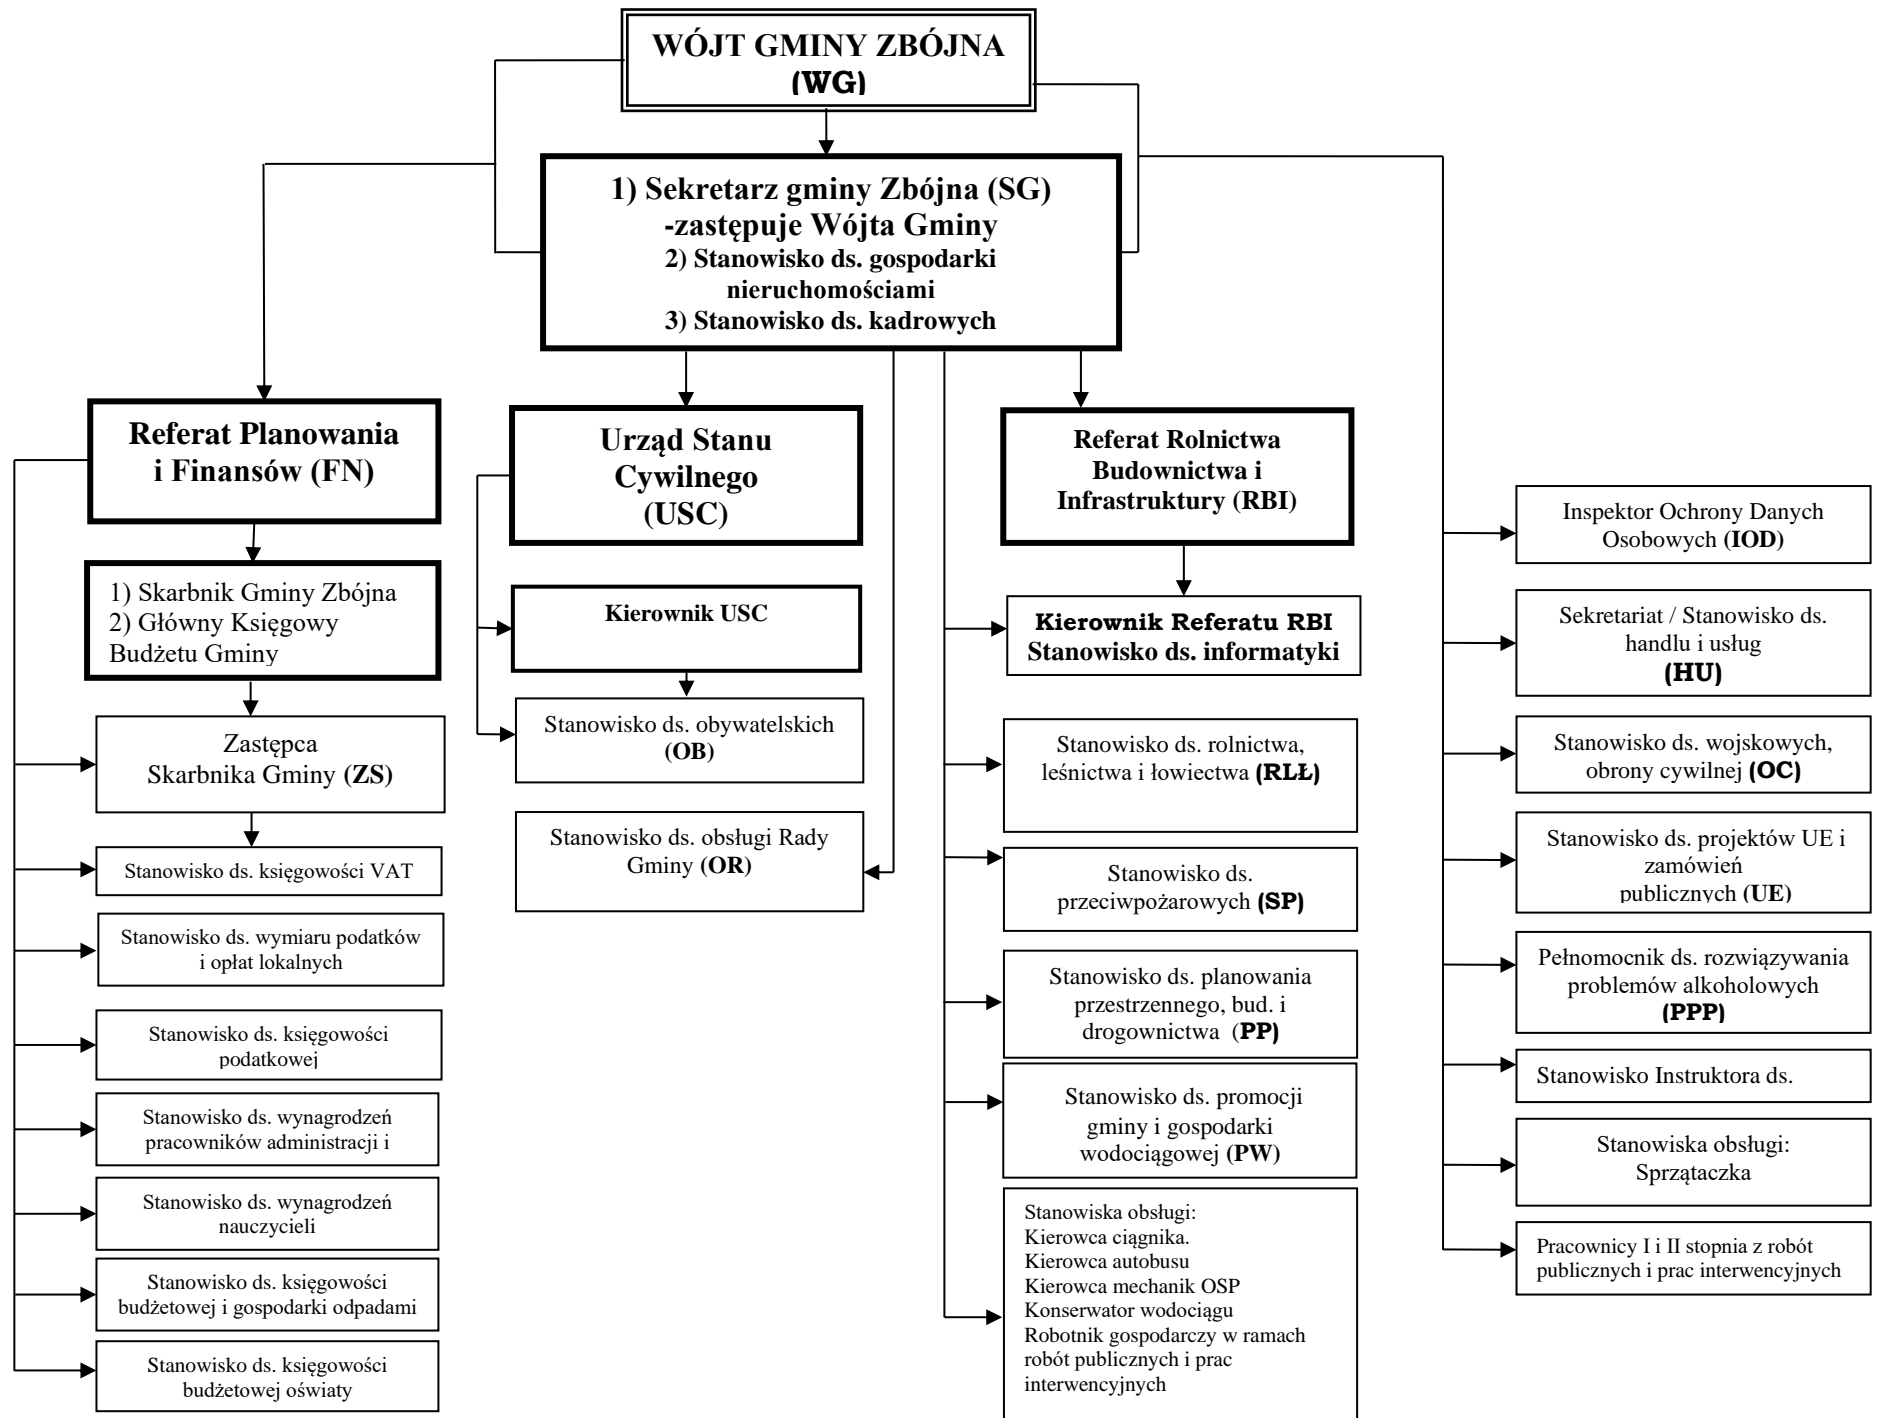 WÓJT GMINY ZBÓJNA
(WG)
1) Sekretarz gminy Zbójna (SG)
-zastępuje Wójta Gminy
2) Stanowisko ds. gospodarki
nieruchomościami
3) Stanowisko ds. kadrowych
Referat Planowania
i Finansów (FN)
1) Skarbnik Gminy Zbójna
2) Główny Księgowy
Budżetu Gminy
Zastępca
Skarbnika Gminy (ZS)
Stanowisko ds. księgowości VAT
Stanowisko ds. wymiaru podatków
i opłat lokalnych
Stanowisko ds. księgowości
podatkowej
Stanowisko ds. wynagrodzeń
pracowników administracji i
Stanowisko ds. wynagrodzeń
nauczycieli
Stanowisko ds. księgowości
budżetowej i gospodarki odpadami
Stanowisko ds. księgowości
budżetowej oświaty
Urząd Stanu
Cywilnego
(USC)
Kierownik USC
Stanowisko ds. obywatelskich
(OB)
Stanowisko ds. obsługi Rady
Gminy (OR)
Referat Rolnictwa
Budownictwa i
Infrastruktury (RBI)
Kierownik Referatu RBI
Stanowisko ds. informatyki
Stanowisko ds. rolnictwa,
leśnictwa i łowiectwa (RLŁ)
Stanowisko ds.
przeciwpożarowych (SP)
Stanowisko ds. planowania
przestrzennego, bud. i
drogownictwa (PP)
Stanowisko ds. promocji
gminy i gospodarki
wodociągowej (PW)
Stanowiska obsługi:
Kierowca ciągnika.
Kierowca autobusu
Kierowca mechanik OSP
Konserwator wodociągu
Robotnik gospodarczy w ramach
robót publicznych i prac
interwencyjnych
Inspektor Ochrony Danych
Osobowych (IOD)
Sekretariat / Stanowisko ds.
handlu i usług
(HU)
Stanowisko ds. wojskowych,
obrony cywilnej (OC)
Stanowisko ds. projektów UE i
zamówień
publicznych (UE)
Pełnomocnik ds. rozwiązywania
problemów alkoholowych
(PPP)
Stanowisko Instruktora ds.
Stanowiska obsługi:
Sprzątaczka
Pracownicy I i II stopnia z robót
publicznych i prac interwencyjnych